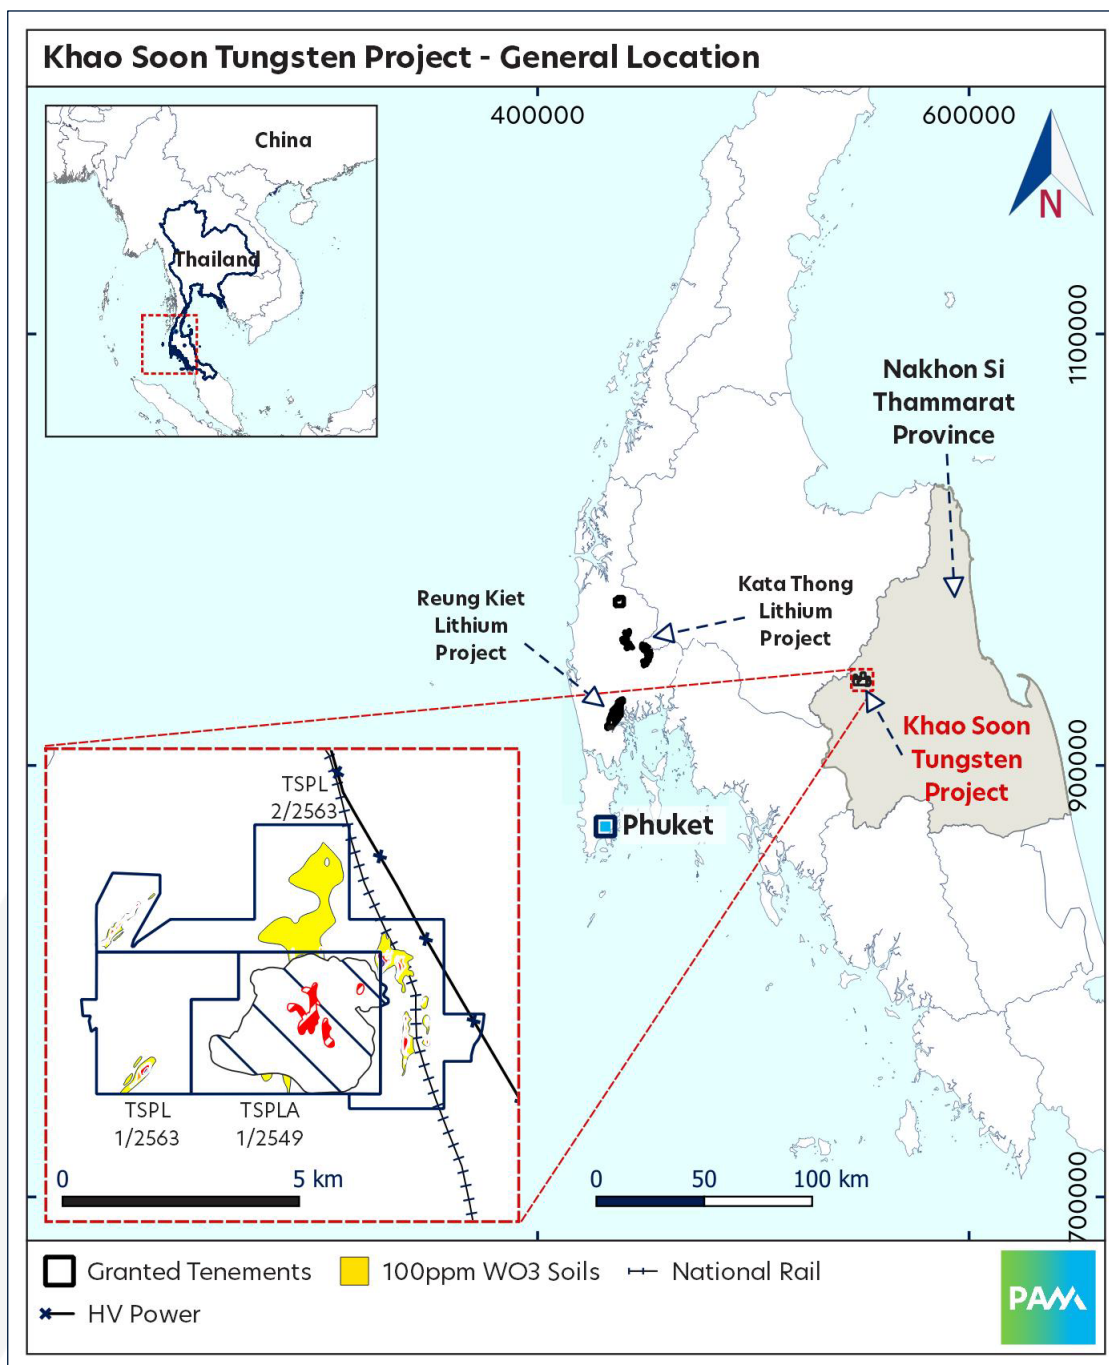 Khao Soon Tungsten Project - General Location
400000
600000
China
Thailand
N
1100000
Nakhon Si
Thammarat
Province
Reung Kiet
Lithium
Project
Kata Thong
Lithium
Project
Khao Soon
Tungsten
Project
900000
Phuket
TSPL
2/2563
TSPL
1/2563
TSPLA
1/2549
0
5 km
0
50
100 km
700000
Granted Tenements
100ppm WO3 Soils
National Rail
HV Power
PAM